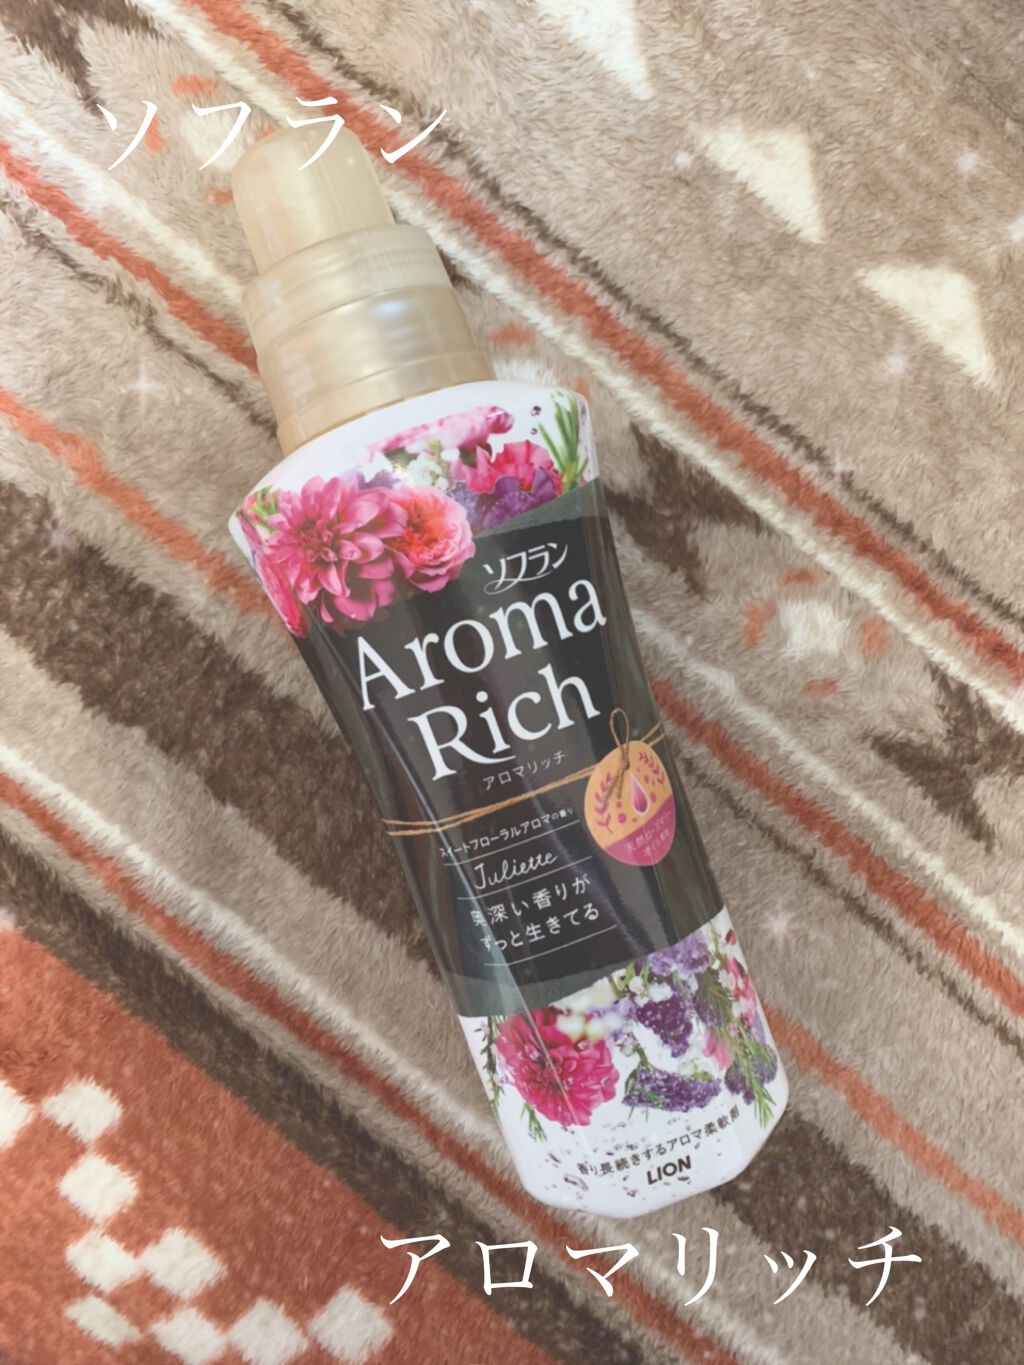 ソフラン
ソフラン
Aroma
Rich
アロマリッチ
スイートフローラルアロマの香り
Juliette
奥深い香りが
ずっと生きてる
香り長続きするアロマ柔軟剤
LION
アロマリッチ